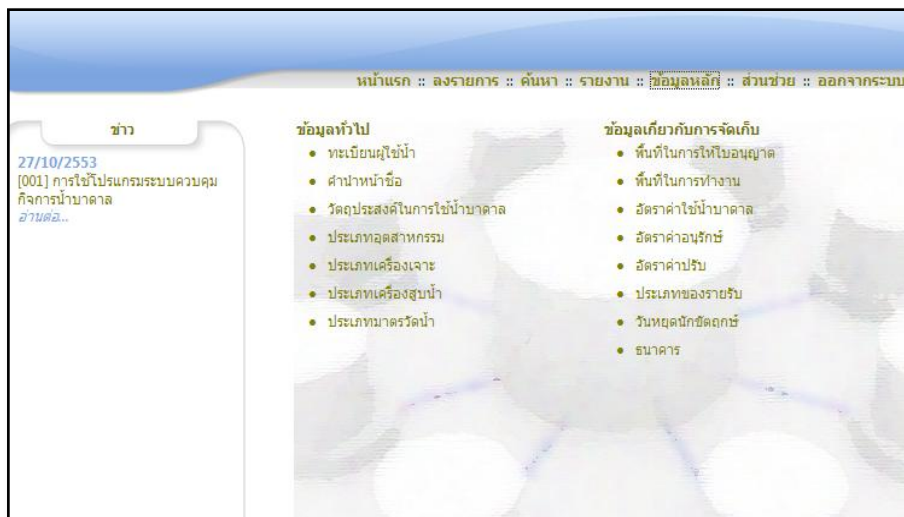 หน้าแรก :: ลงรายการ :: ค้นหา :: รายงาน :: ข้อมูลหลัก :: ส่วนช่วย :: ออกจากระบบ
ข่าว
27/10/2553
[001] การใช้โปรแกรมระบบควบคุม
กิจการน้ำบาดาล
อ่านต่อ...
ข้อมูลทั่วไป
• ทะเบียนผู้ใช้น้ำ
• คำนำหน้าชื่อ
• วัตถุประสงค์ในการใช้น้ำบาดาล
• ประเภทอุตสาหกรรม
• ประเภทเครื่องเจาะ
• ประเภทเครื่องสูบน้ำ
• ประเภทมาตรวัดน้ำ
ข้อมูลเกี่ยวกับการจัดเก็บ
• พื้นที่ในการให้ใบอนุญาต
• พื้นที่ในการทำงาน
• อัตราค่าใช้น้ำบาดาล
• อัตราค่าอนุรักษ์
• อัตราค่าปรับ
• ประเภทของรายรับ
• วันหยุดนักขัตฤกษ์
• ธนาคาร